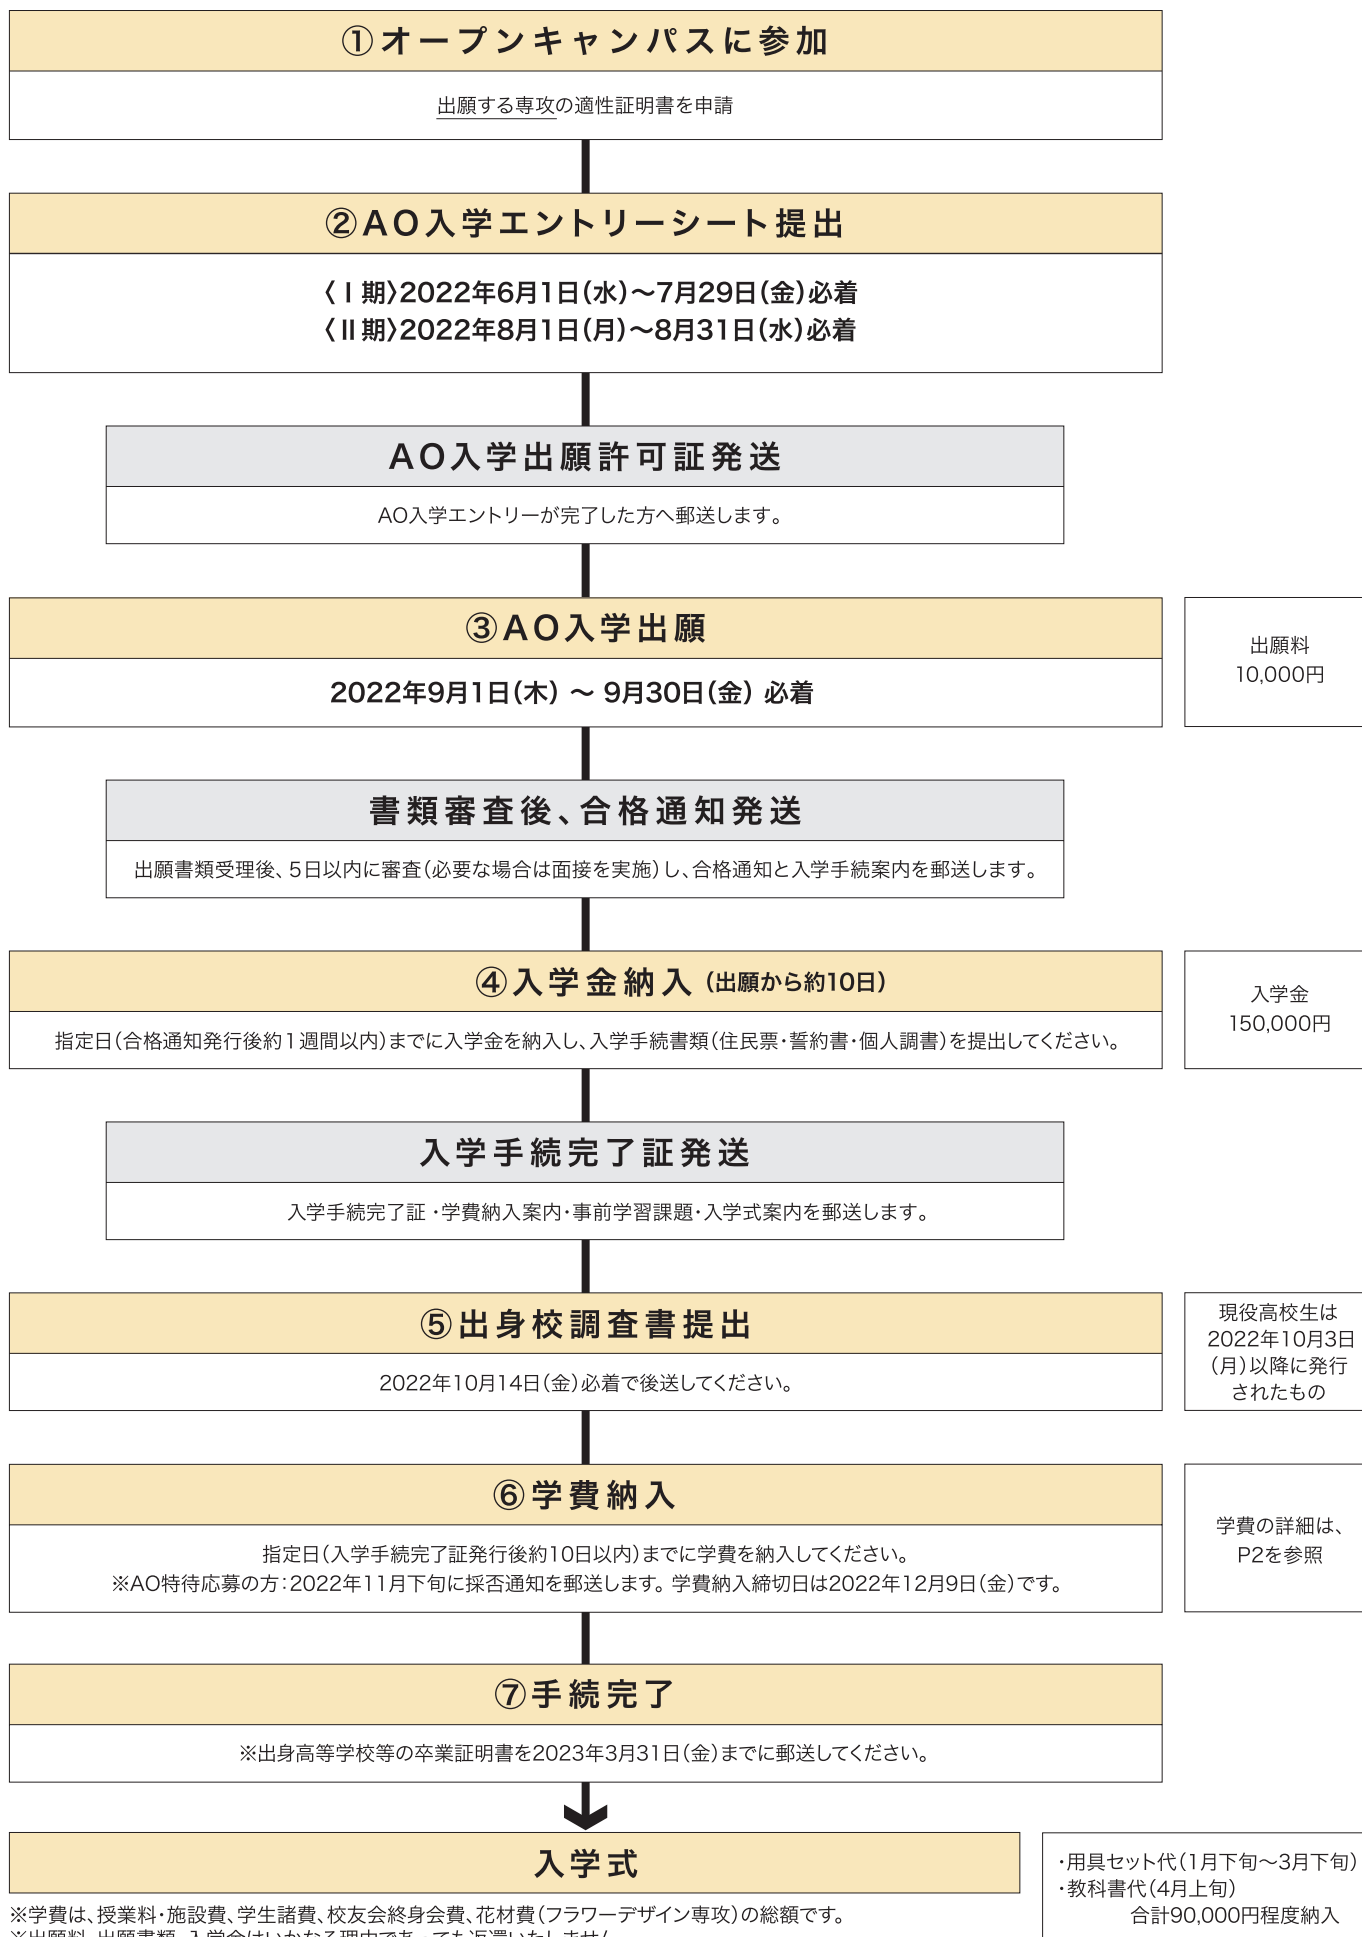 ①オープンキャンパスに参加
出願する専攻の適性証明書を申請
②AO入学エントリーシート提出
〈Ⅰ期〉2022年6月1日(水)〜7月29日(金)必着
〈Ⅱ期〉2022年8月1日(月)〜8月31日(水)必着
AO入学出願許可証発送
AO入学エントリーが完了した方へ郵送します。
③AO入学出願
2022年9月1日(木) 〜 9月30日(金) 必着
出願料
10,000円
書類審査後、合格通知発送
出願書類受理後、5日以内に審査(必要な場合は面接を実施)し、合格通知と入学手続案内を郵送します。
④入学金納入(出願から約10日)
指定日(合格通知発行後約1週間以内)までに入学金を納入し、入学手続書類(住民票・誓約書・個人調書)を提出してください。
入学金
150,000円
入学手続完了証発送
入学手続完了証・学費納入案内・事前学習課題・入学式案内を郵送します。
⑤出身校調査書提出
2022年10月14日(金)必着で後送してください。
現役高校生は
2022年10月3日
(月)以降に発行
されたもの
⑥学費納入
指定日(入学手続完了証発行後約10日以内)までに学費を納入してください。
※AO特待応募の方:2022年11月下旬に採否通知を郵送します。学費納入締切日は2022年12月9日(金)です。
学費の詳細は、
P2を参照
⑦手続完了
※出身高等学校等の卒業証明書を2023年3月31日(金)までに郵送してください。
入学式
・用具セット代(1月下旬〜3月下旬)
・教科書代(4月上旬)
合計90,000円程度納入
※学費は、授業料・施設費、学生諸費、校友会終身会費、花材費(フラワーデザイン専攻)の総額です。
※出願料、出願書類、入学金はいかなる理由であっても返還いたしません